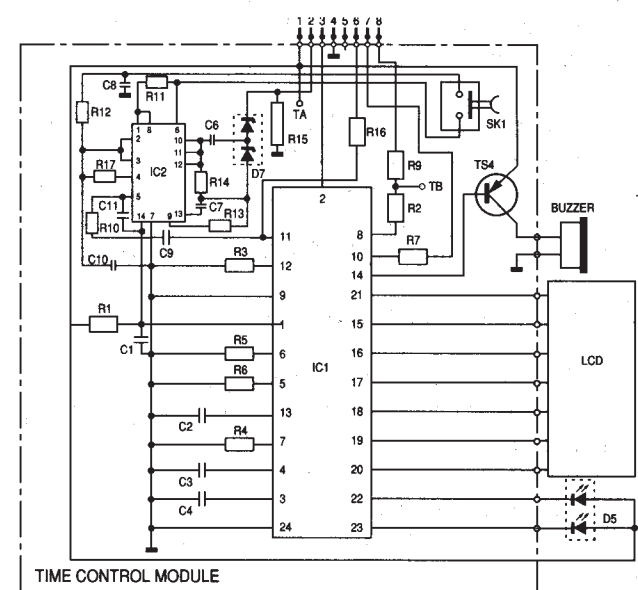 1 2 3 4 5 6 7 8
C8
R11
R12
TA
R15
R16
SK1
1 8 6
C6
2
10
3
11
IC2
12
D7
R17
4
R14
R9
TB
TS4
5
C11
C7
R2
BUZZER
14 7 9 13
R13
R10
C9
2
11
8
R7
C10
R3
12
10
14
9
21
R1
1
15
C1
R5
6
16
LCD
R6
5
IC1
17
C2
13
18
R4
7
19
C3
4
20
C4
3
22
D5
24
23
TIME CONTROL MODULE